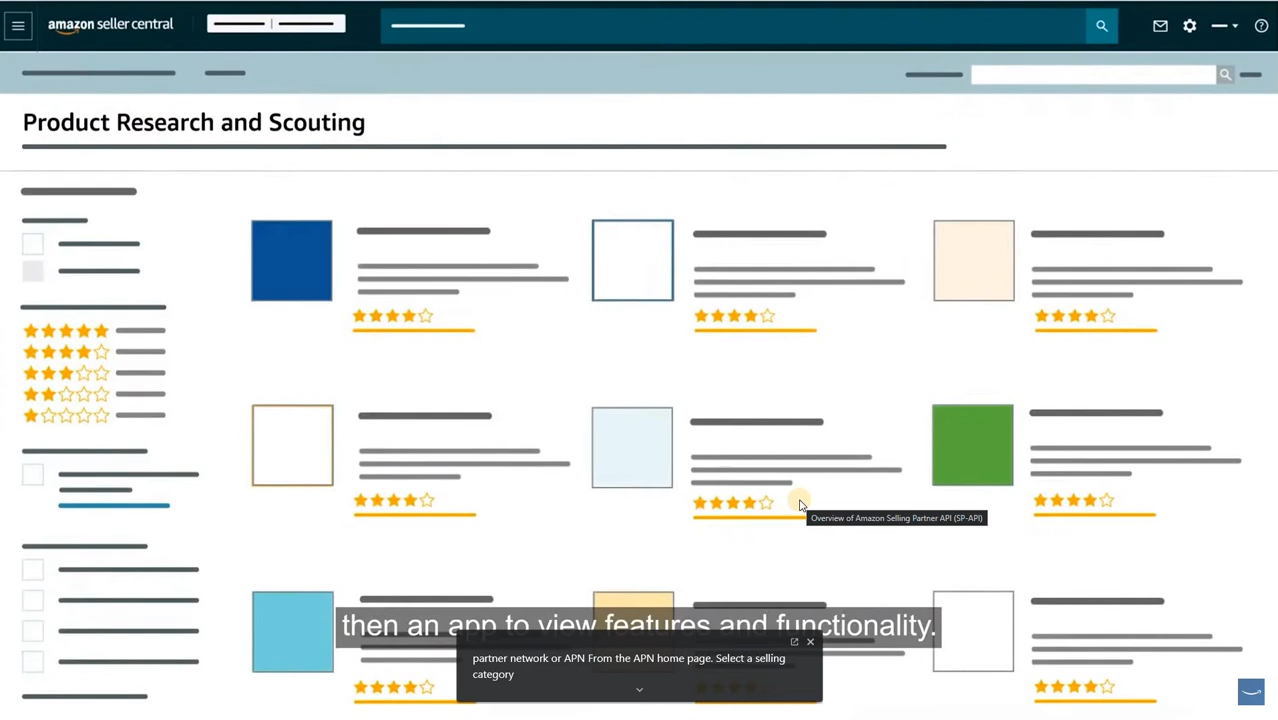 amazon seller central
Product Research and Scouting
Overview of Amazon Selling Partner API (SP-API)
then an app to view features and functionality.
partner network or APN From the APN home page. Select a selling
category